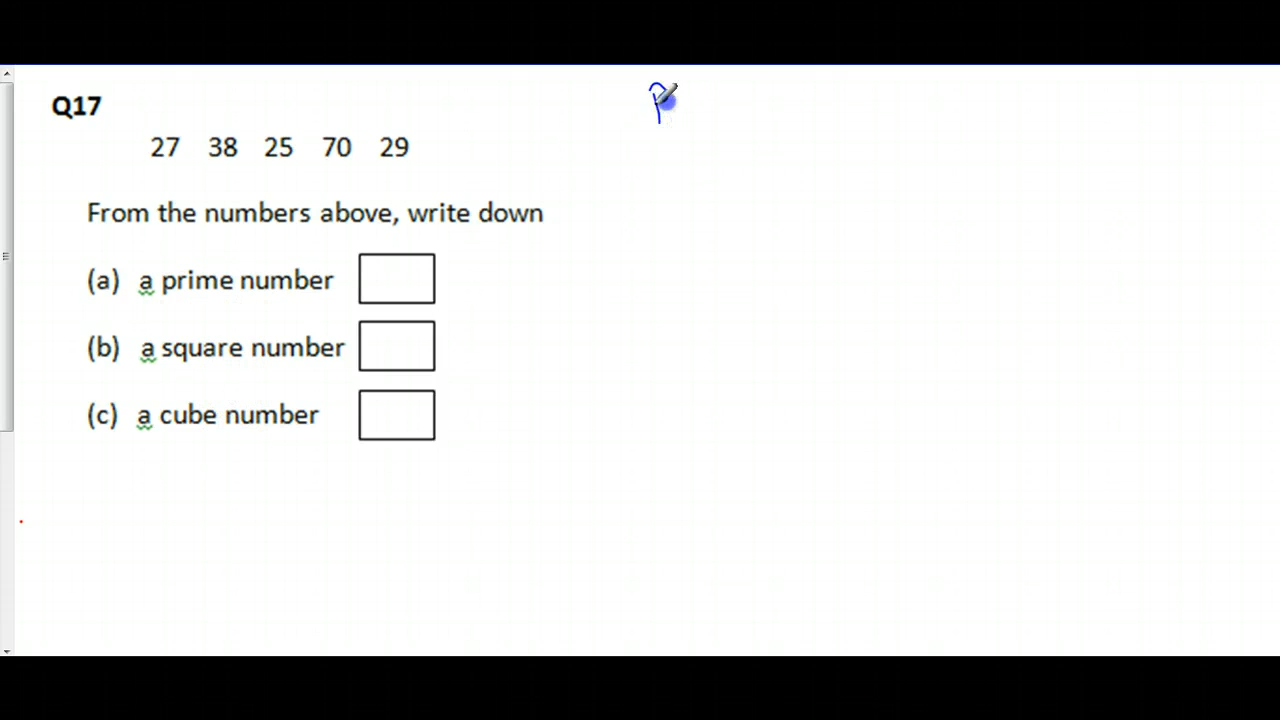 Q17
27 38 25 70 29
From the numbers above, write down
(a) a prime number
(b) a square number
(c) a cube number